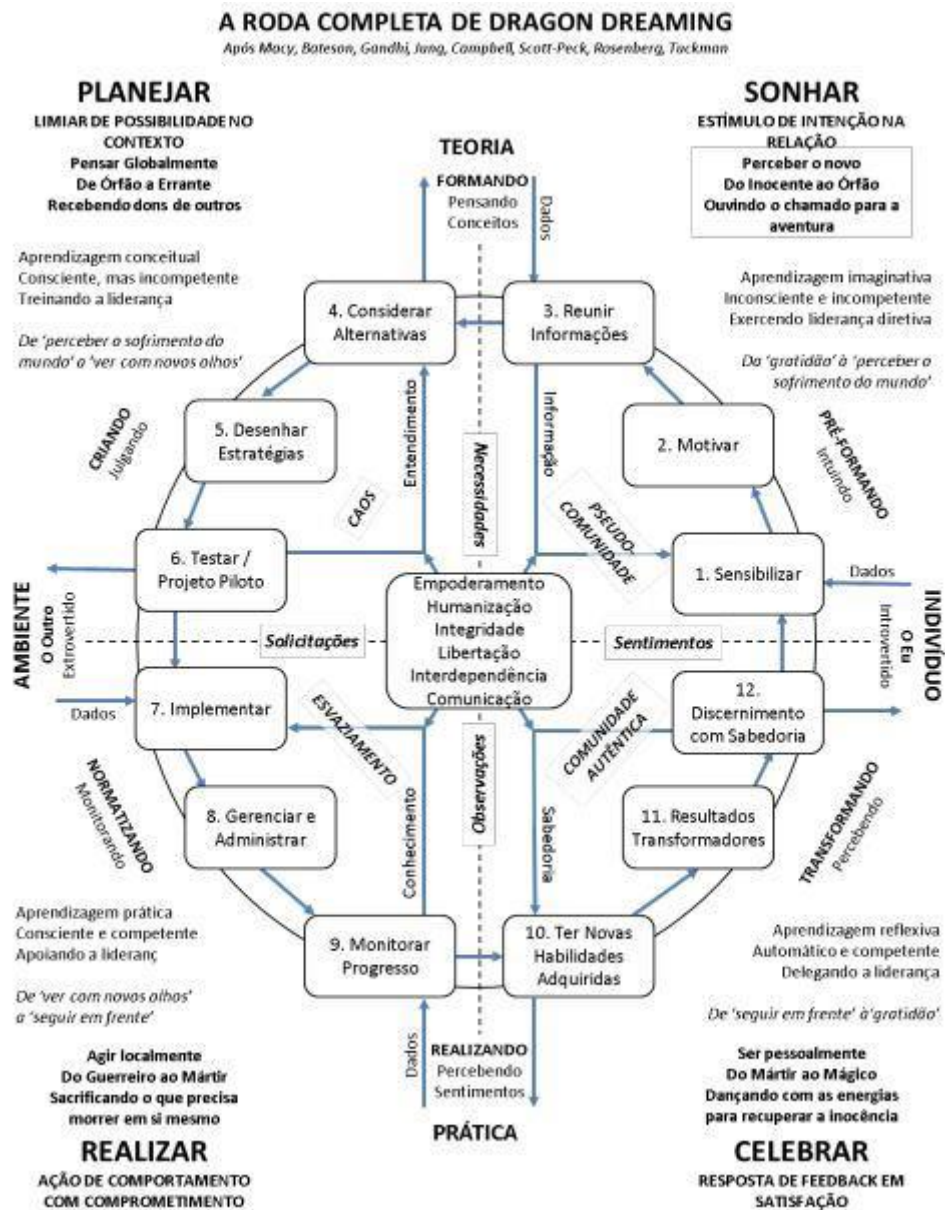 A RODA COMPLETA DE DRAGON DREAMING
Após Macy, Bateson, Gandhi, Jung, Campbell, Scott-Peck, Rosenberg, Tuckman
PLANEJAR
LIMIAR DE POSSIBILIDADE NO
CONTEXTO
Pensar Globalmente
De Órfão a Errante
Recebendo dons de outros
SONHAR
ESTÍMULO DE INTENÇÃO NA
RELAÇÃO
Perceber o novo
Do Inocente ao Órfão
Ouvindo o chamado para a
aventura
TEORIA
FORMANDO
Pensando
Conceitos
Dados
Aprendizagem conceitual
Consciente, mas incompetente
Treinando a liderança
De 'perceber o sofrimento do
mundo' a 'ver com novos olhos'
Aprendizagem imaginativa
Inconsciente e incompetente
Exercendo liderança diretiva
Da 'gratidão' à 'perceber o
sofrimento do mundo'
4. Considerar
Alternativas
3. Reunir
Informações
5. Desenhar
Estratégias
2. Motivar
CRIANDO
Julgando
PRÉ-FORMANDO
Intuindo
CAOS
Entendimento
Necessidades
Informação
PSEUDO-
COMUNIDADE
6. Testar /
Projeto Piloto
1. Sensibilizar
Dados
AMBIENTE
O Outro
Extrovertido
Solicitações
Empoderamento
Humanização
Integridade
Libertação
Interdependência
Comunicação
Sentimentos
Introvertido
O Eu
INDIVÍDUO
Dados
7. Implementar
12.
Discernimento
com Sabedoria
ESVAZIAMENTO
COMUNIDADE
AUTÊNTICA
Observações
NORMATIZANDO
Monitorando
TRANSFORMANDO
Percebendo
8. Gerenciar e
Administrar
11. Resultados
Transformadores
Conhecimento
Sabedoria
9. Monitorar
Progresso
10. Ter Novas
Habilidades
Adquiridas
Aprendizagem prática
Consciente e competente
Apoiando a lideranç
De 'ver com novos olhos'
a 'seguir em frente'
Aprendizagem reflexiva
Automático e competente
Delegando a liderança
De 'seguir em frente' à'gratidão'
Dados
REALIZANDO
Percebendo
Sentimentos
PRÁTICA
Agir localmente
Do Guerreiro ao Mártir
Sacrificando o que precisa
morrer em si mesmo
REALIZAR
AÇÃO DE COMPORTAMENTO
COM COMPROMETIMENTO
Ser pessoalmente
Do Mártir ao Mágico
Dançando com as energias
para recuperar a inocência
CELEBRAR
RESPOSTA DE FEEDBACK EM
SATISFAÇÃO